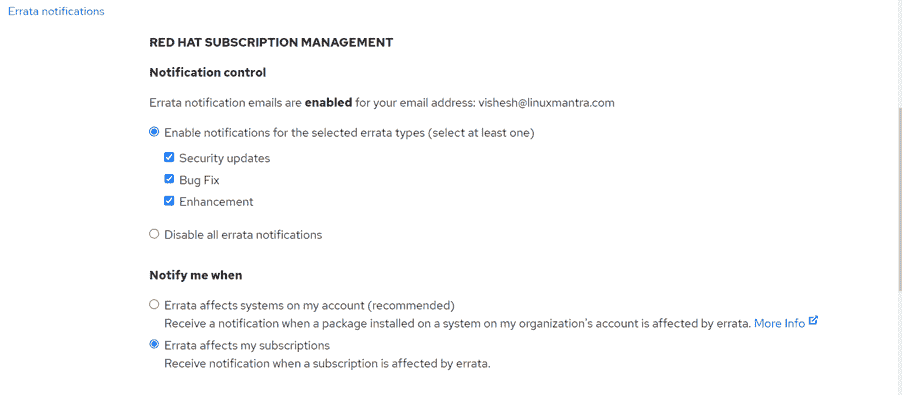 Errata notifications
RED HAT SUBSCRIPTION MANAGEMENT
Notification control
Errata notification emails are enabled for your email address: vishesh@linuxmantra.com
Enable notifications for the selected errata types (select at least one)
Security updates
Bug Fix
Enhancement
Disable all errata notifications
Notify me when
Errata affects systems on my account (recommended)
Receive a notification when a package installed on a system on my organization's account is affected by errata. More Info
Errata affects my subscriptions
Receive notification when a subscription is affected by errata.